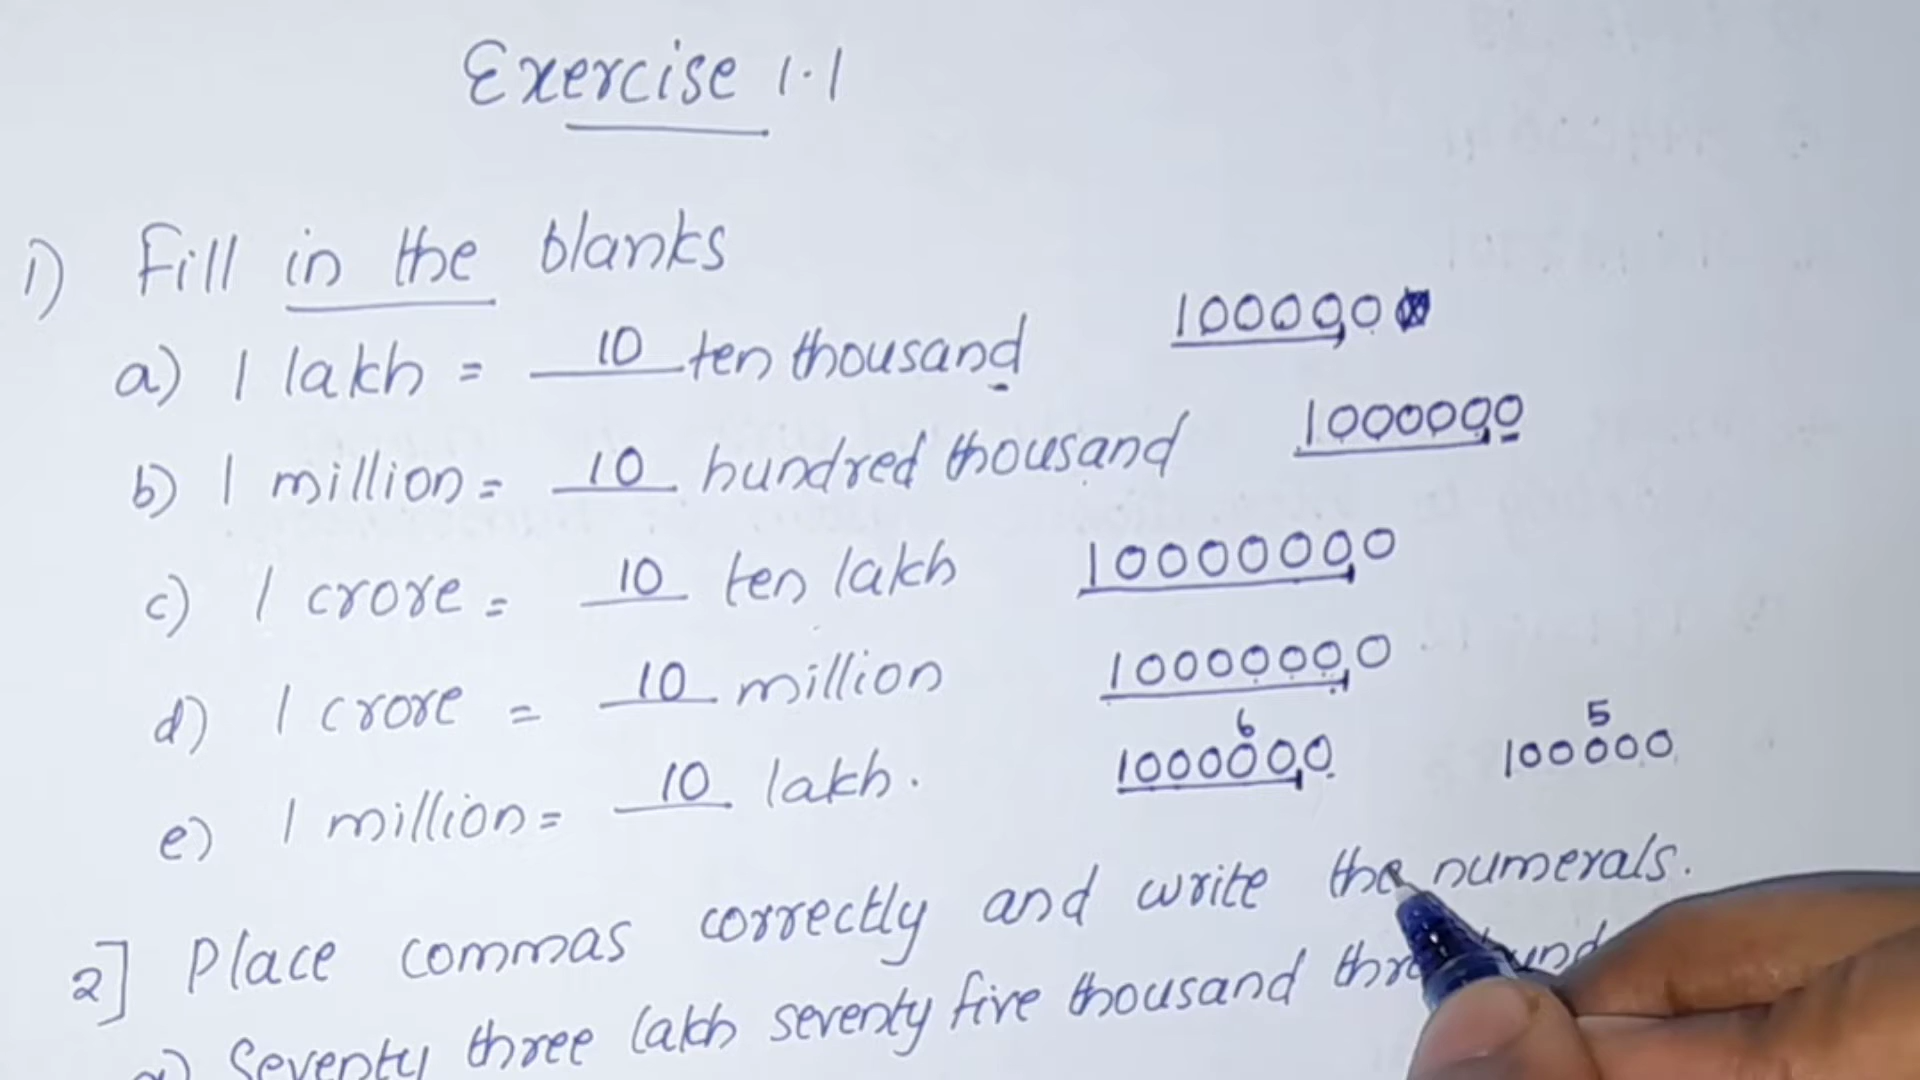 Exercise 1.1
1) Fill in the blanks
a) 1 lakh = 10 ten thousand 100000
b) 1 million = 10 hundred thousand 1000000
c) 1 crore = 10 ten lakh 10000000
d) 1 crore = 10 million 10000000
6 5
e) 1 million = 10 lakh. 1000000 100000
2] Place commas correctly and write the numerals.
a) Seventy three lakh seventy five thousand